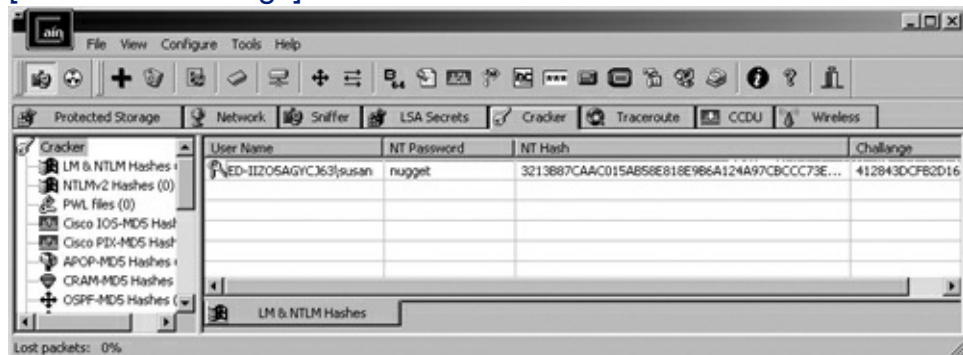 ain
File View Configure Tools Help
Protected Storage Network Sniffer LSA Secrets Cracker Traceroute CCDU Wireless
Cracker
LM & NTLM Hashes
NTLMv2 Hashes (0)
PWL files (0)
Cisco IOS-MD5 Hash
Cisco PIX-MD5 Hash
APOP-MD5 Hashes
CRAM-MD5 Hashes
OSPF-MD5 Hashes (
User Name NT Password NT Hash Challange
ED-IIZO5AGYCJ63\susan nugget 3213B87CAAC015AB58E818E9B6A124A97CBCCC73E... 412843DCFB2D16
LM & NTLM Hashes
Lost packets: 0%